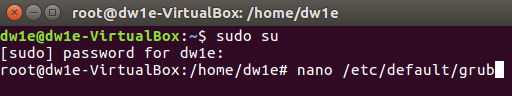 root@dw1e-VirtualBox: /home/dw1e
dw1e@dw1e-VirtualBox:~$ sudo su
[sudo] password for dw1e:
root@dw1e-VirtualBox:/home/dw1e# nano /etc/default/grub